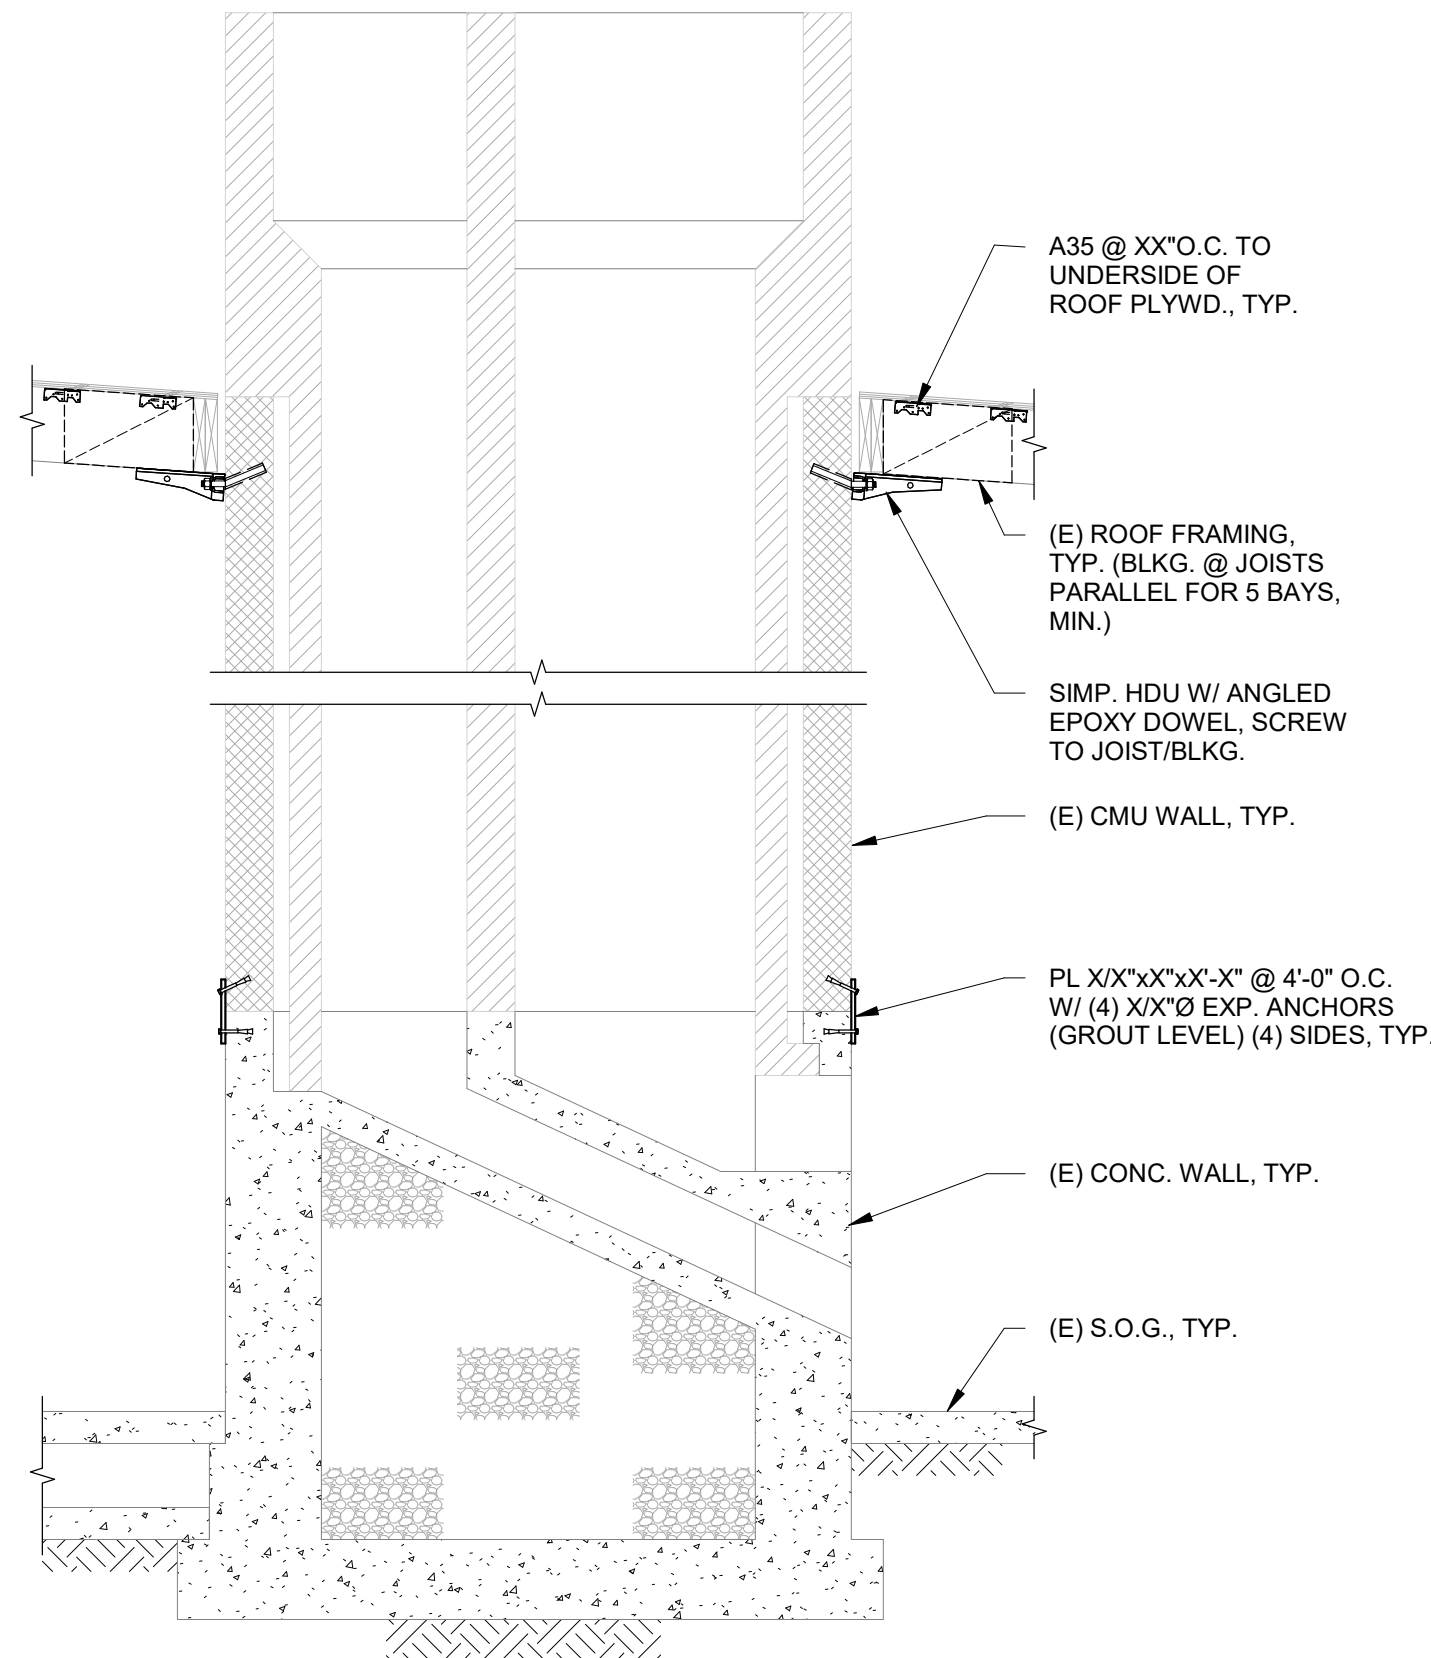 A35 @ XX"O.C. TO
UNDERSIDE OF
ROOF PLYWD., TYP.
(E) ROOF FRAMING,
TYP. (BLKG. @ JOISTS
PARALLEL FOR 5 BAYS,
MIN.)
SIMP. HDU W/ ANGLED
EPOXY DOWEL, SCREW
TO JOIST/BLKG.
(E) CMU WALL, TYP.
PL X/X"xX"xX'-X" @ 4'-0" O.C.
W/ (4) X/X"Ø EXP. ANCHORS
(GROUT LEVEL) (4) SIDES, TYP.
(E) CONC. WALL, TYP.
(E) S.O.G., TYP.